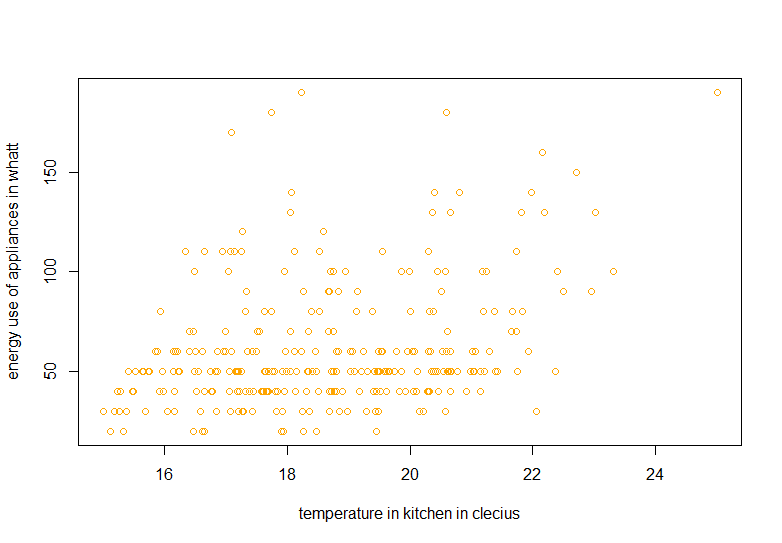 energy use of appliances in whatt
150
100
50
16 18 20 22 24
temperature in kitchen in clecius